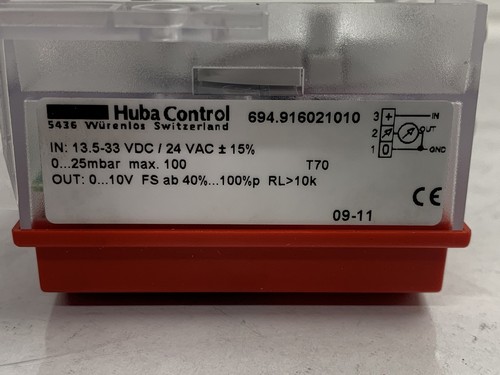 Huba Control
5436 Würenlos Switzerland
694.916021010
IN: 13.5-33 VDC / 24 VAC ± 15%
0...25mbar max. 100 T70
OUT: 0...10V FS ab 40%...100%p RL>10k
09-11
CE
3 + IN
2 OUT
1 0 GND